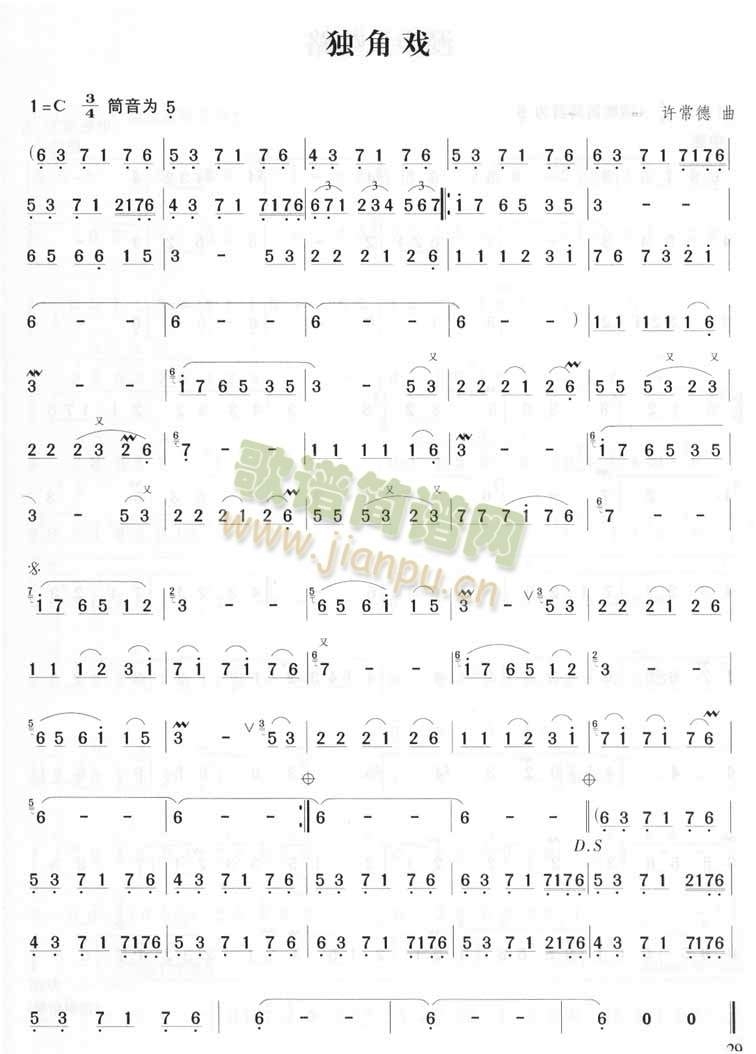 独角戏
1=C 3/4 筒音为 5
许常德 曲
(6 3 7 1 7 6 | 5 3 7 1 7 6 | 4 3 7 1 7 6 | 5 3 7 1 7 6 | 6 3 7 1 7176 |
5 3 7 1 2176 | 4 3 7 1 7176 | 671 234 567 |: i 7 6 5 3 5 | 3 - - |
6 5 6 6 1 5 | 3 - 5 3 | 2 2 2 1 2 6 | 1 1 1 2 3 i | 7 6 7 3 2 i |
6 - - | 6 - - | 6 - - | 6 - - ) | 1 1 1 1 1 6 |
3 - - | i 7 6 5 3 5 | 3 - 5 3 | 2 2 2 1 2 6 | 5 5 5 3 2 3 |
2 2 2 3 2 6 | 7 - - | 1 1 1 1 1 6 | 3 - - | i 7 6 5 3 5 |
3 - 5 3 | 2 2 2 1 2 6 | 5 5 5 3 2 3 | 7 7 7 i 7 6 | 7 - - |
i 7 6 5 1 2 | 3 - - | 6 5 6 i 1 5 | 3 - V 5 3 | 2 2 2 1 2 6 |
1 1 1 2 3 i | 7 i 7 i 7 6 | 7 - - | i 7 6 5 1 2 | 3 - - |
6 5 6 i 1 5 | 3 - V 5 3 | 2 2 2 1 2 6 | 1 1 1 2 3 i | 7 i 7 i 7 6 |
6 - - | 6 - - :| 6 - - | 6 - - || (6 3 7 1 7 6 |
D.S
5 3 7 1 7 6 | 4 3 7 1 7 6 | 5 3 7 1 7 6 | 6 3 7 1 7176 | 5 3 7 1 2176 |
4 3 7 1 7176 | 5 3 7 1 7 6 | 6 3 7 1 7176 | 5 3 7 1 7176 | 4 3 7 1 7176 |
5 3 7 1 7 6 | 6 - - | 6 - - | 6 0 0 ‖
歌谱简谱网
www.jianpu.cn
29